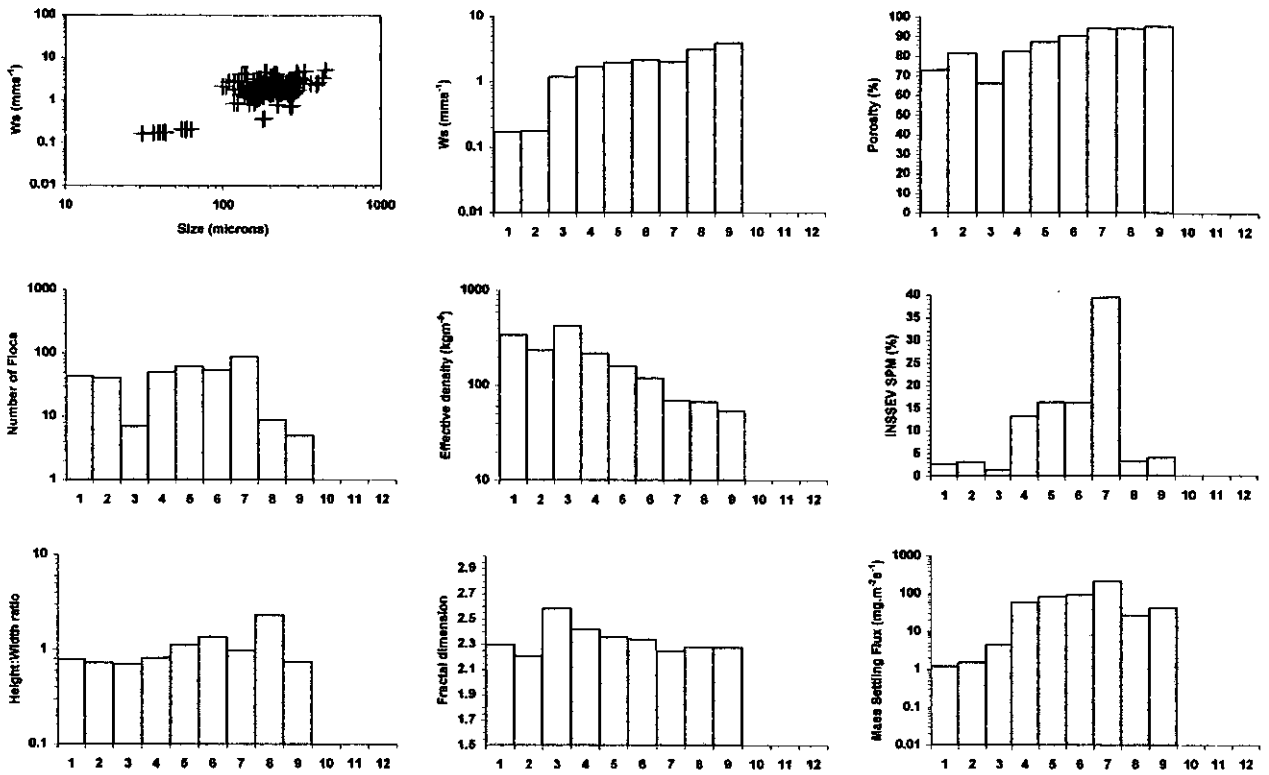 Ws (mms⁻¹)
100
10
1
0.1
0.01
10 100 1000
Size (microns)
Ws (mms⁻¹)
10
1
0.1
0.01
1 2 3 4 5 6 7 8 9 10 11 12
Porosity (%)
100
90
80
70
60
50
40
30
20
10
0
1 2 3 4 5 6 7 8 9 10 11 12
Number of Flocs
1000
100
10
1
1 2 3 4 5 6 7 8 9 10 11 12
Effective density (kgm⁻³)
1000
100
10
1 2 3 4 5 6 7 8 9 10 11 12
INSSEV SPM (%)
40
35
30
25
20
15
10
5
0
1 2 3 4 5 6 7 8 9 10 11 12
Height:Width ratio
10
1
0.1
1 2 3 4 5 6 7 8 9 10 11 12
Fractal dimension
2.9
2.7
2.5
2.3
2.1
1.9
1.7
1.5
1 2 3 4 5 6 7 8 9 10 11 12
Mass Settling Flux (mg.m⁻²s⁻¹)
1000
100
10
1
0.1
0.01
1 2 3 4 5 6 7 8 9 10 11 12